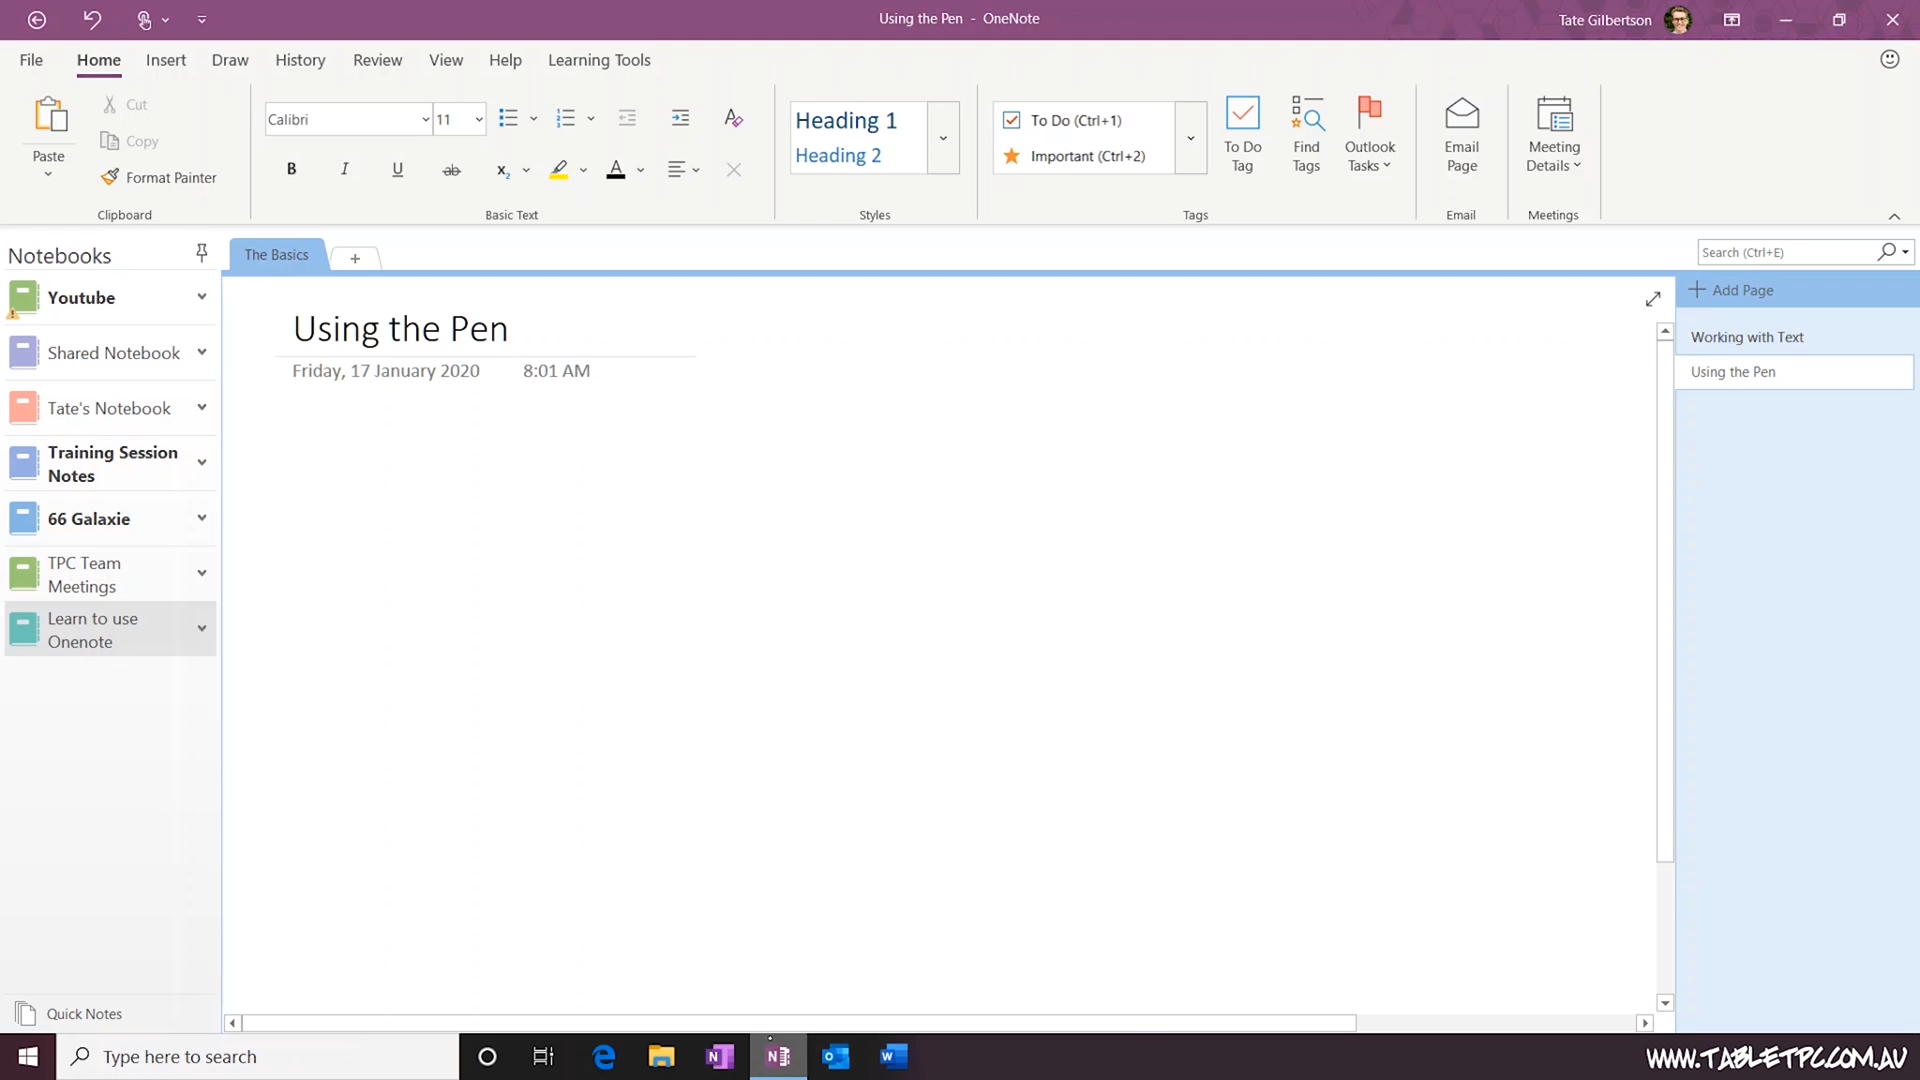 Using the Pen - OneNote
Tate Gilbertson
File Home Insert Draw History Review View Help Learning Tools
Paste
Cut
Copy
Format Painter
Clipboard
Calibri 11
B I U ab x₂ A
Basic Text
Heading 1
Heading 2
Styles
To Do (Ctrl+1)
Important (Ctrl+2)
To Do
Tag
Find
Tags
Outlook
Tasks
Tags
Email
Page
Email
Meeting
Details
Meetings
Notebooks
The Basics
Search (Ctrl+E)
Youtube
Shared Notebook
Tate's Notebook
Training Session
Notes
66 Galaxie
TPC Team
Meetings
Learn to use
Onenote
Quick Notes
Using the Pen
Friday, 17 January 2020 8:01 AM
Add Page
Working with Text
Using the Pen
Type here to search
WWW.TABLETPC.COM.AU